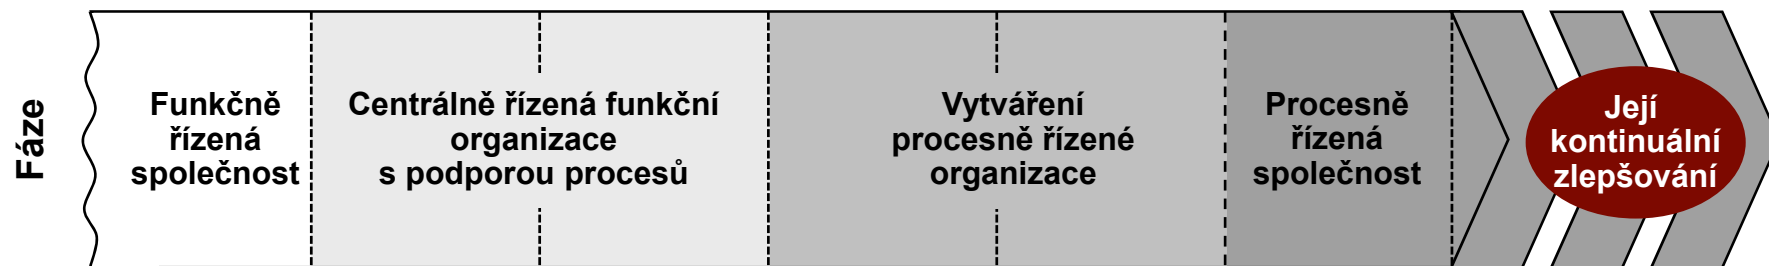 Fáze
Funkčně
řízená
společnost
Centrálně řízená funkční
organizace
s podporou procesů
Vytváření
procesně řízené
organizace
Procesně
řízená
společnost
Její
kontinuální
zlepšování